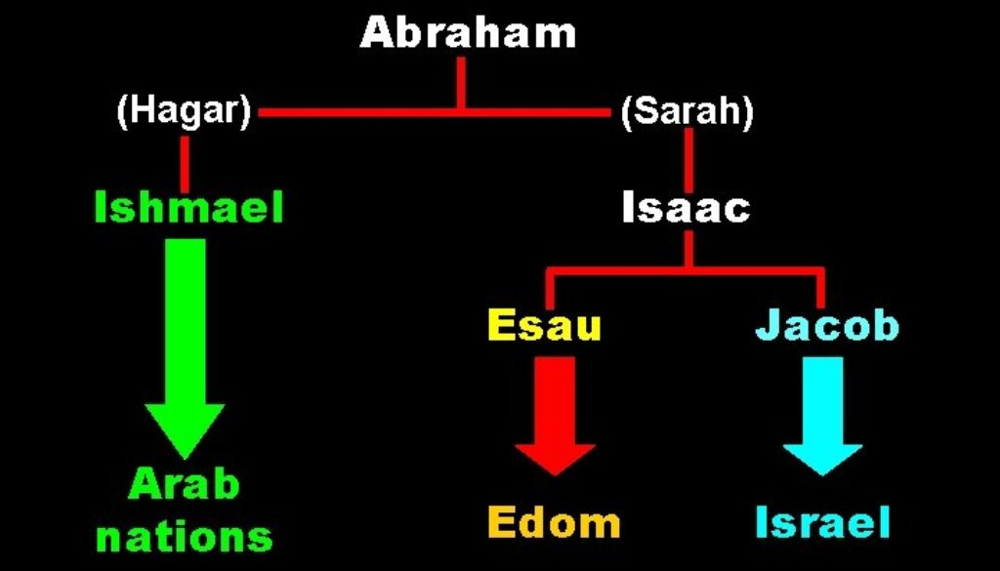 Abraham
(Hagar) (Sarah)
Ishmael Isaac
Esau Jacob
Arab
nations Edom Israel